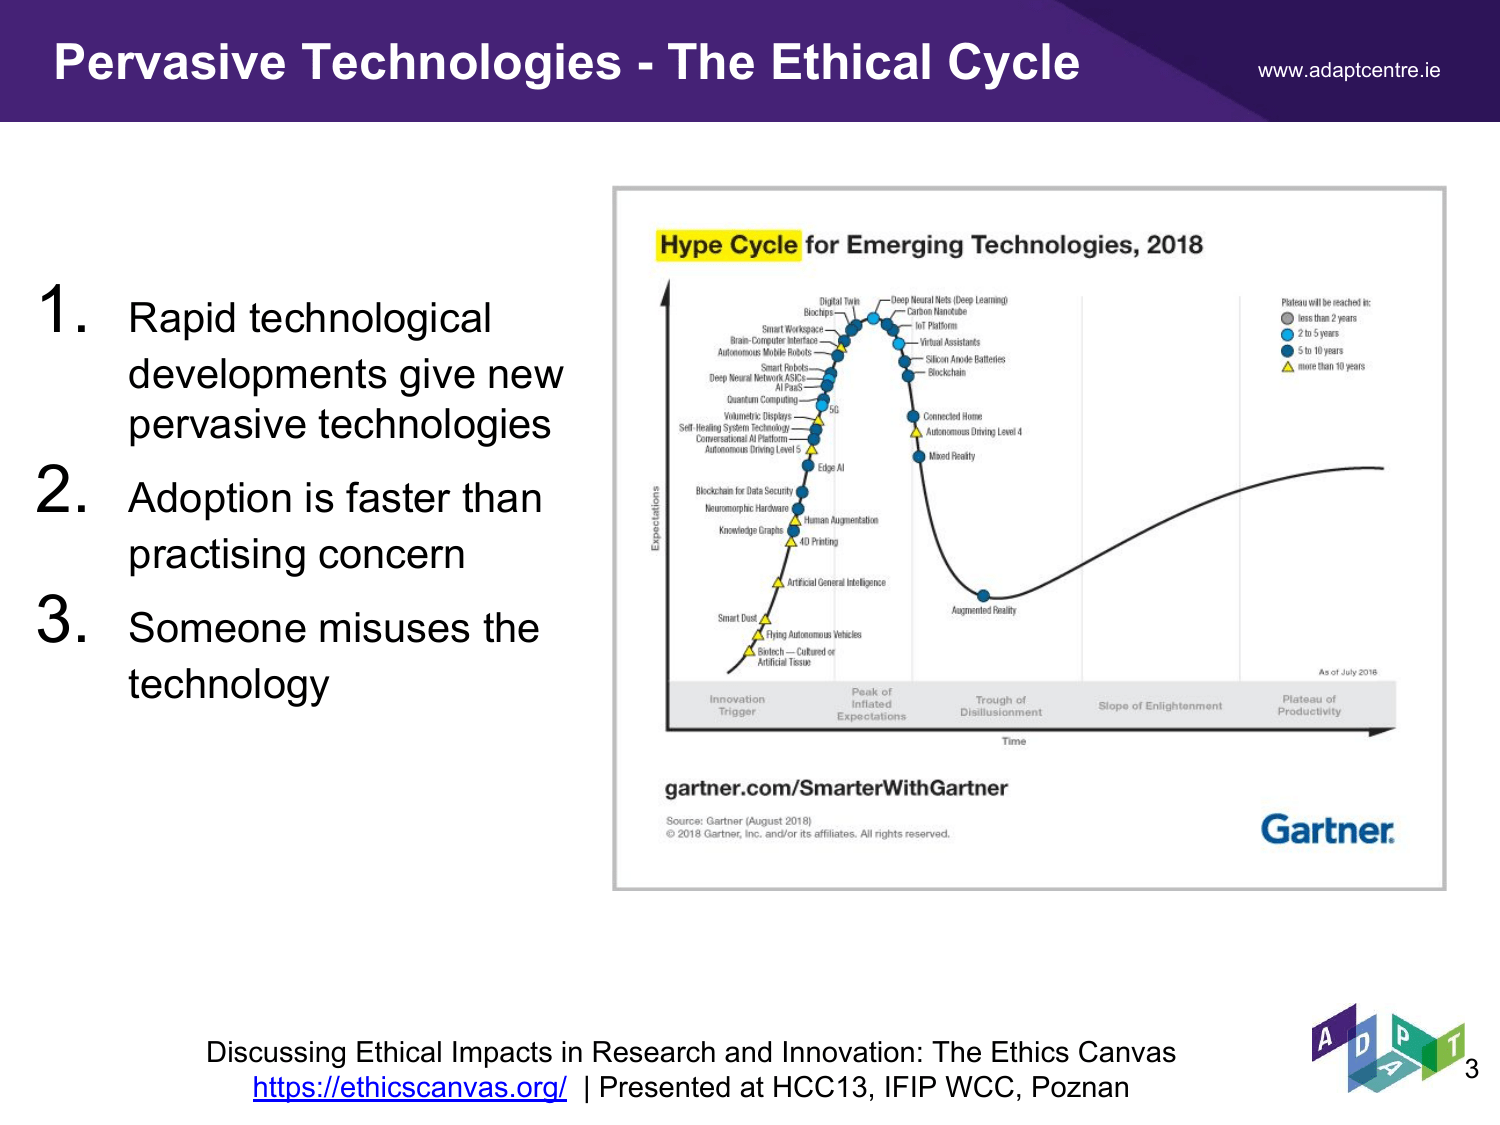 Pervasive Technologies - The Ethical Cycle
www.adaptcentre.ie
1. Rapid technological
developments give new
pervasive technologies
2. Adoption is faster than
practising concern
3. Someone misuses the
technology
Hype Cycle for Emerging Technologies, 2018
Plateau will be reached in:
less than 2 years
2 to 5 years
5 to 10 years
more than 10 years
Expectations
Digital Twin
Biochips
Smart Workspace
Brain-Computer Interface
Autonomous Mobile Robots
Smart Robots
Deep Neural Network ASICs
AI PaaS
Quantum Computing
5G
Volumetric Displays
Self-Healing System Technology
Conversational AI Platform
Autonomous Driving Level 5
Edge AI
Blockchain for Data Security
Neuromorphic Hardware
Human Augmentation
Knowledge Graphs
4D Printing
Artificial General Intelligence
Smart Dust
Flying Autonomous Vehicles
Biotech — Cultured or
Artificial Tissue
Deep Neural Nets (Deep Learning)
Carbon Nanotube
IoT Platform
Virtual Assistants
Silicon Anode Batteries
Blockchain
Connected Home
Autonomous Driving Level 4
Mixed Reality
Augmented Reality
As of July 2018
Innovation
Trigger
Peak of
Inflated
Expectations
Trough of
Disillusionment
Slope of Enlightenment
Plateau of
Productivity
Time
gartner.com/SmarterWithGartner
Source: Gartner (August 2018)
© 2018 Gartner, Inc. and/or its affiliates. All rights reserved.
Gartner.
Discussing Ethical Impacts in Research and Innovation: The Ethics Canvas
https://ethicscanvas.org/ | Presented at HCC13, IFIP WCC, Poznan
ADAPT
3